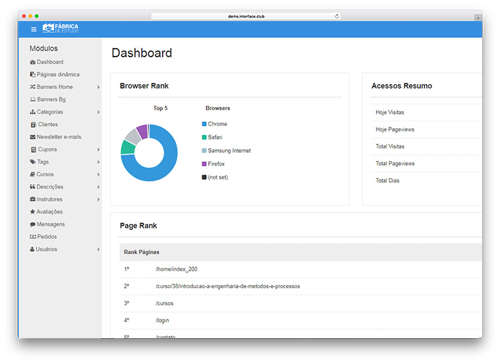 demo.interface.club
FÁBRICA
DE ESTUDO
Módulos
Dashboard
Páginas dinâmica
Banners Home
Banners Bg
Categorias
Clientes
Newsletter e-mails
Cupons
Tags
Cursos
Descrições
Instrutores
Avaliações
Mensagens
Pedidos
Usuários
Dashboard
Browser Rank
Top 5
Browsers
Chrome
Safari
Samsung Internet
Firefox
(not set)
Acessos Resumo
Hoje Visitas
Hoje Pageviews
Total Visitas
Total Pageviews
Total Dias
Page Rank
Rank Páginas
1º /home/index_200
2º /curso/38/introducao-a-engenharia-de-metodos-e-processos
3º /cursos
4º /login
5º /contato